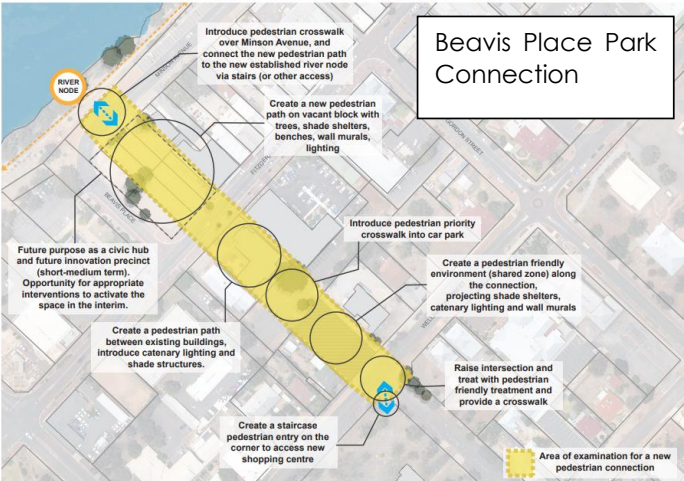 Beavis Place Park
Connection
Introduce pedestrian crosswalk
over Minson Avenue, and
connect the new pedestrian path
to the new established river node
via stairs (or other access)
RIVER
NODE
MINSON AVENUE
Create a new pedestrian
path on vacant block with
trees, shade shelters,
benches, wall murals,
lighting
GORDON STREET
BEAVIS PLACE
Introduce pedestrian priority
crosswalk into car park
Future purpose as a civic hub
and future innovation precinct
(short-medium term).
Opportunity for appropriate
interventions to activate the
space in the interim.
Create a pedestrian friendly
environment (shared zone) along
the connection,
projecting shade shelters,
catenary lighting and wall murals
Create a pedestrian path
between existing buildings,
introduce catenary lighting and
shade structures.
Raise intersection and
treat with pedestrian
friendly treatment and
provide a crosswalk
Create a staircase
pedestrian entry on the
corner to access new
shopping centre
Area of examination for a new
pedestrian connection